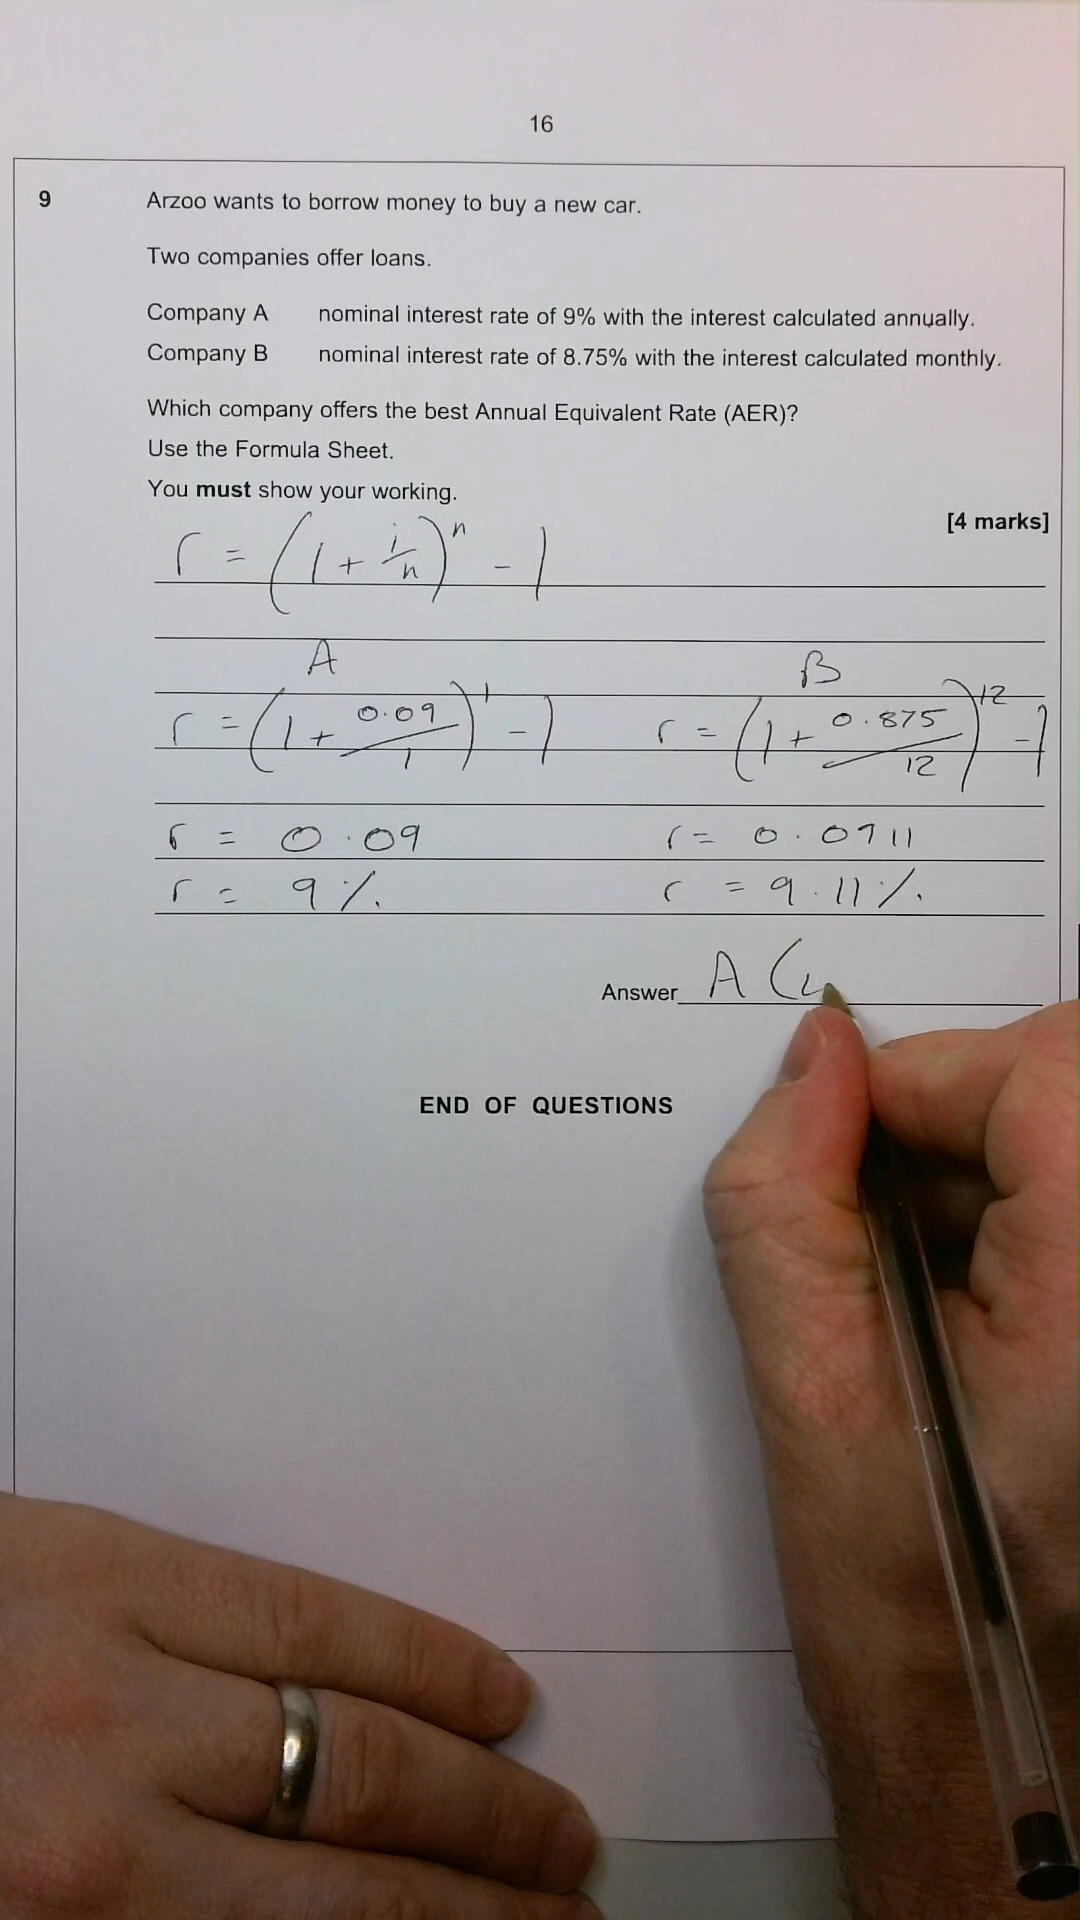 16
9 Arzoo wants to borrow money to buy a new car.
Two companies offer loans.
Company A nominal interest rate of 9% with the interest calculated annually.
Company B nominal interest rate of 8.75% with the interest calculated monthly.
Which company offers the best Annual Equivalent Rate (AER)?
Use the Formula Sheet.
You must show your working.
[4 marks]
r = (1 + i/n)^n - 1
A B
r = (1 + 0.09/1)^1 - 1 r = (1 + 0.875/12)^12 - 1
r = 0.09 r = 0.0911
r = 9% r = 9.11%
Answer A (
END OF QUESTIONS